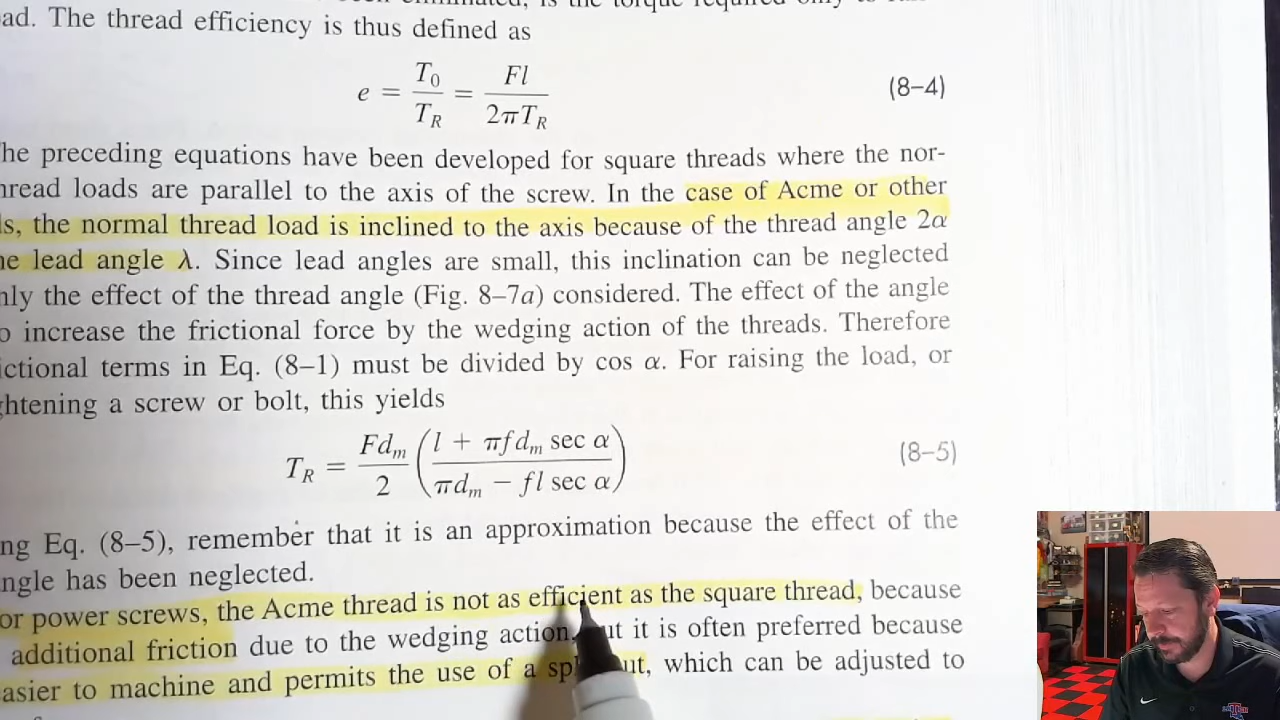 ad. The thread efficiency is thus defined as
e = T0 / TR = Fl / 2πTR (8–4)
he preceding equations have been developed for square threads where the nor-
hread loads are parallel to the axis of the screw. In the case of Acme or other
s, the normal thread load is inclined to the axis because of the thread angle 2α
he lead angle λ. Since lead angles are small, this inclination can be neglected
nly the effect of the thread angle (Fig. 8–7a) considered. The effect of the angle
o increase the frictional force by the wedging action of the threads. Therefore
ictional terms in Eq. (8–1) must be divided by cos α. For raising the load, or
ghtening a screw or bolt, this yields
TR = Fdm / 2 ( l + πfdm sec α / πdm − fl sec α ) (8–5)
ng Eq. (8–5), remember that it is an approximation because the effect of the
ngle has been neglected.
or power screws, the Acme thread is not as efficient as the square thread, because
additional friction due to the wedging action, ut it is often preferred because
asier to machine and permits the use of a sp ut, which can be adjusted to